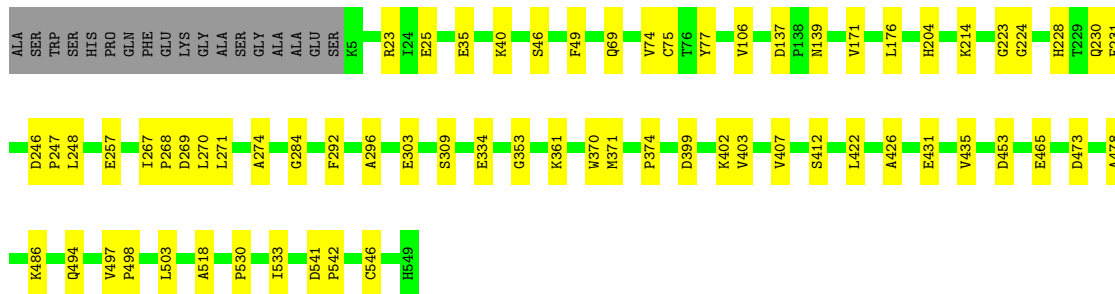 ALA SER TRP SER HIS PRO GLN PHE GLU LYS GLY ALA SER GLY ALA ALA GLU SER K5 R23 I24 E25 E35 K40 S46 F49 Q69 V74 C75 T76 Y77 V106 D137 P138 N139 V171 L176 H204 K214 G223 G224 H228 T229 Q230
D246 P247 L248 E257 I267 P268 D269 L270 L271 A274 G284 F292 A296 E303 S309 E334 G353 K361 W370 M371 P374 D399 K402 V403 V407 S412 L422 A426 E431 V435 D453 E465 D473
K486 Q494 V497 P498 L503 A518 P530 I533 D541 P542 C546 H549